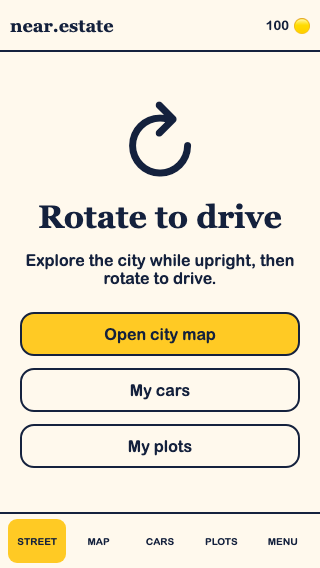 near.estate
100
Rotate to drive
Explore the city while upright, then
rotate to drive.
Open city map
My cars
My plots
STREET
MAP
CARS
PLOTS
MENU